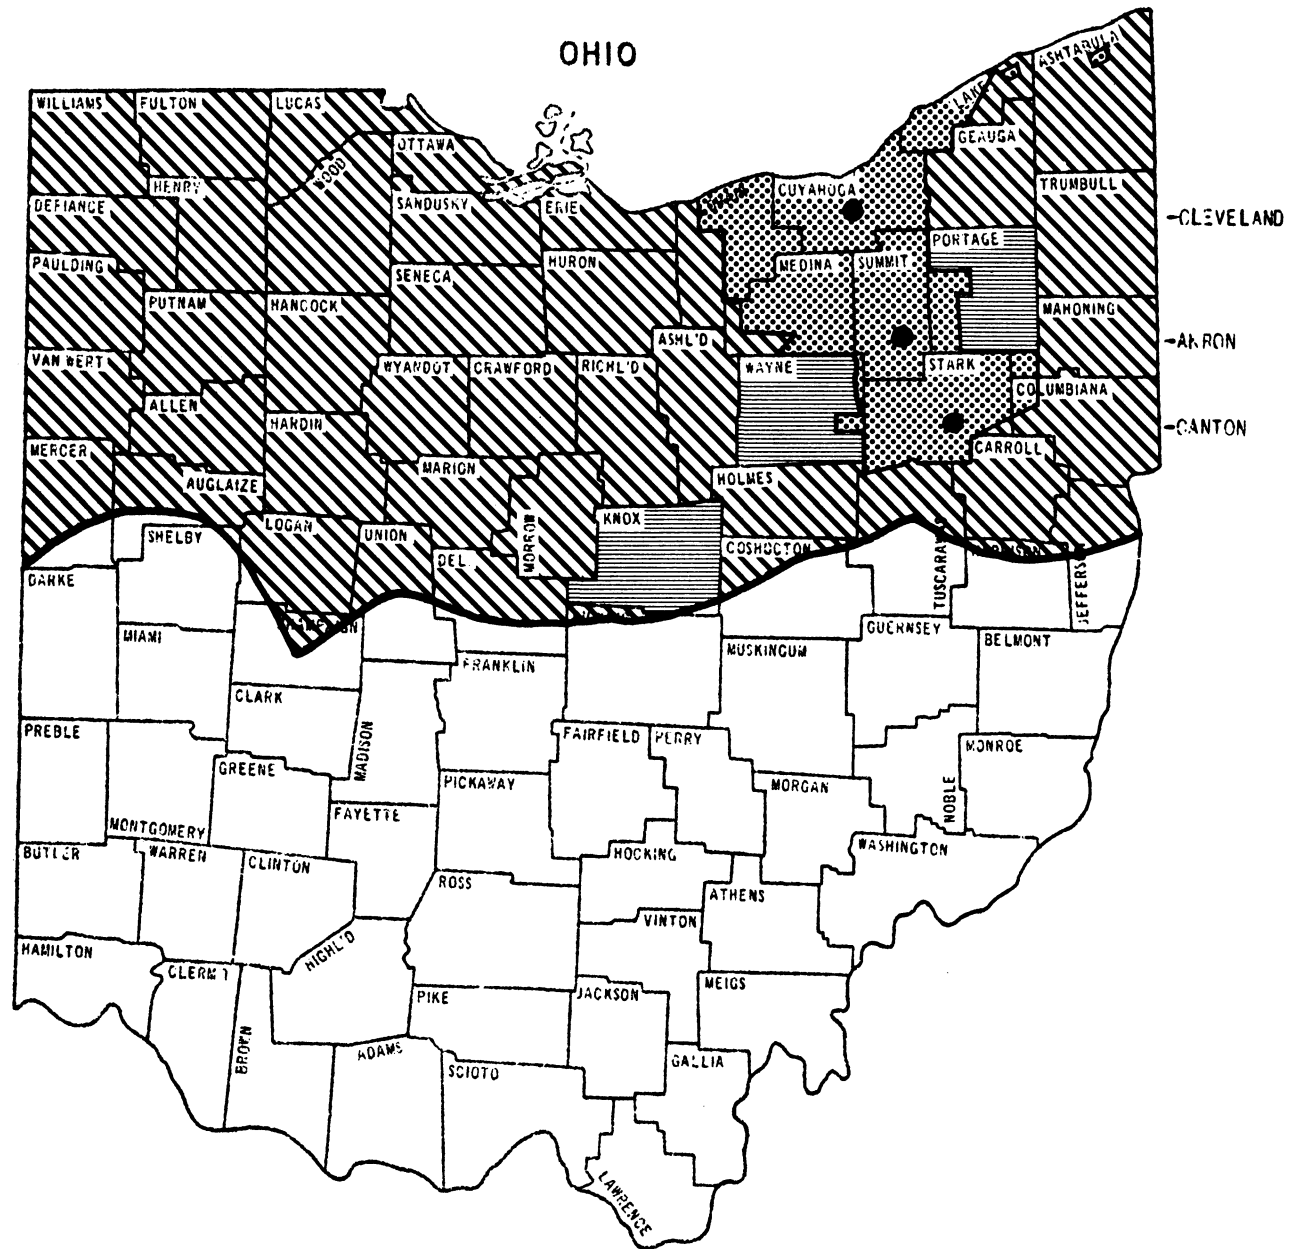 OHIO
ASHTABULA
WILLIAMS
FULTON
LUCAS
LAKE
GEAUGA
OTTAWA
WOOD
HENRY
CUYAHOGA
TRUMBULL
DEFIANCE
SANDUSKY
ERIE
CLEVELAND
PORTAGE
PAULDING
SENECA
HURON
MEDINA
SUMMIT
PUTNAM
HANCOCK
MAHONING
ASHL'D
AKRON
VAN WERT
WYANDOT
CRAWFORD
RICHL'D
WAYNE
STARK
COLUMBIANA
ALLEN
HARDIN
CANTON
MERCER
MARION
CARROLL
AUGLAIZE
HOLMES
LOGAN
KNOX
SHELBY
UNION
MORROW
COSHOCTON
DEL.
DARKE
JEFFERSON
MIAMI
GUERNSEY
BELMONT
FRANKLIN
MUSKINGUM
CLARK
PREBLE
MADISON
FAIRFIELD
PERRY
MONROE
GREENE
PICKAWAY
MORGAN
NOBLE
FAYETTE
MONTGOMERY
BUTLER
WARREN
CLINTON
HOCKING
WASHINGTON
ROSS
ATHENS
VINTON
HAMILTON
HIGHL'D
MEIGS
PIKE
JACKSON
BROWN
ADAMS
SCIOTO
GALLIA
LAWRENCE